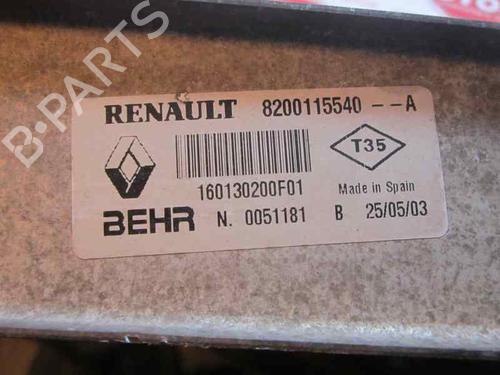 B-PARTS
RENAULT 8200115540 --A
T35
160130200F01
Made in Spain
BEHR N. 0051181 B 25/05/03